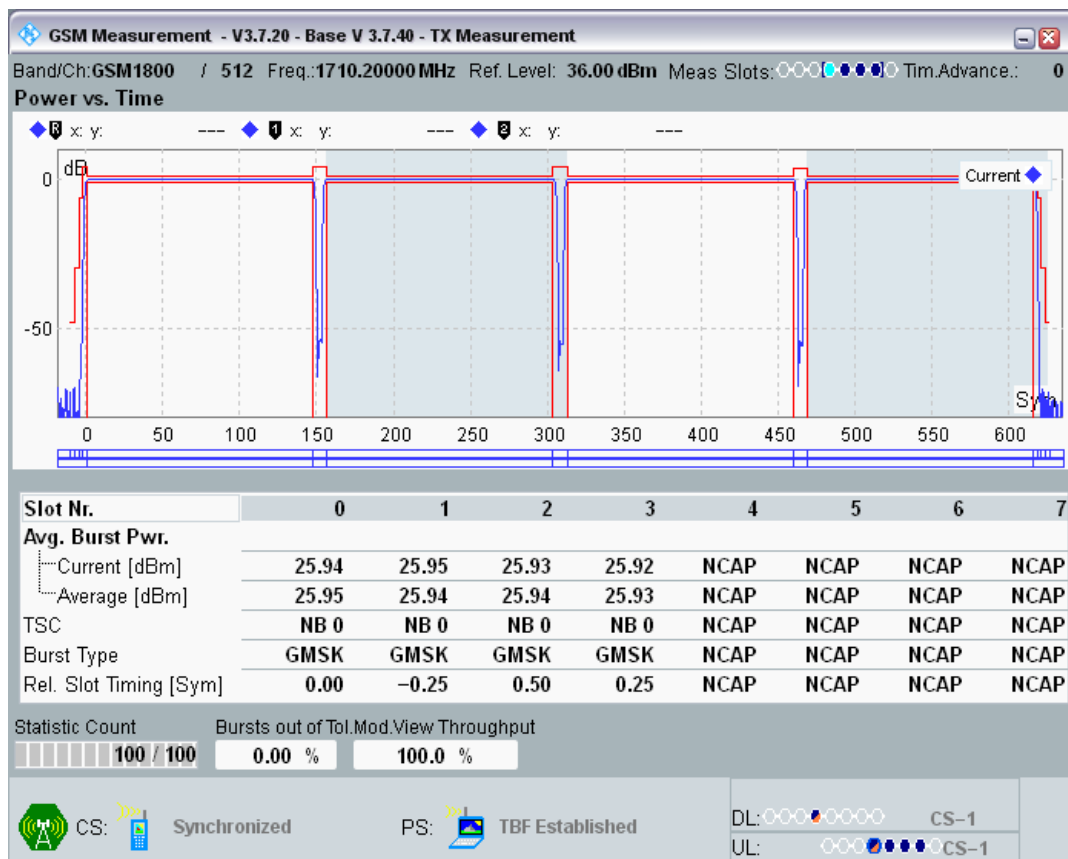 GSM Measurement - V3.7.20 - Base V 3.7.40 - TX Measurement
Band/Ch:GSM1800 / 512 Freq.:1710.20000 MHz Ref. Level: 36.00 dBm Meas Slots: Tim.Advance.: 0
Power vs. Time
R x: y: --- 1 x: y: --- 2 x: y: ---
dB
Current
0
-50
Sym
0 50 100 150 200 250 300 350 400 450 500 550 600
Slot Nr. 0 1 2 3 4 5 6 7
Avg. Burst Pwr.
Current [dBm] 25.94 25.95 25.93 25.92 NCAP NCAP NCAP NCAP
Average [dBm] 25.95 25.94 25.94 25.93 NCAP NCAP NCAP NCAP
TSC NB 0 NB 0 NB 0 NB 0 NCAP NCAP NCAP NCAP
Burst Type GMSK GMSK GMSK GMSK NCAP NCAP NCAP NCAP
Rel. Slot Timing [Sym] 0.00 −0.25 0.50 0.25 NCAP NCAP NCAP NCAP
Statistic Count Bursts out of Tol.Mod.View Throughput
100 / 100 0.00 % 100.0 %
CS: Synchronized PS: TBF Established
DL: CS−1
UL: CS−1